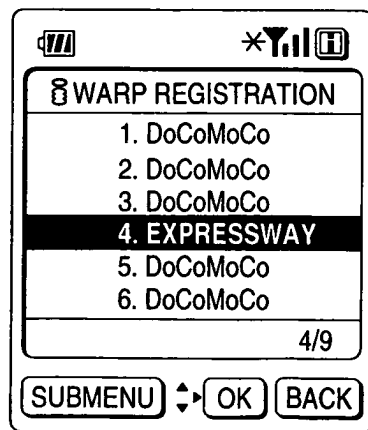 WARP REGISTRATION
1. DoCoMoCo
2. DoCoMoCo
3. DoCoMoCo
4. EXPRESSWAY
5. DoCoMoCo
6. DoCoMoCo
4/9
SUBMENU OK BACK